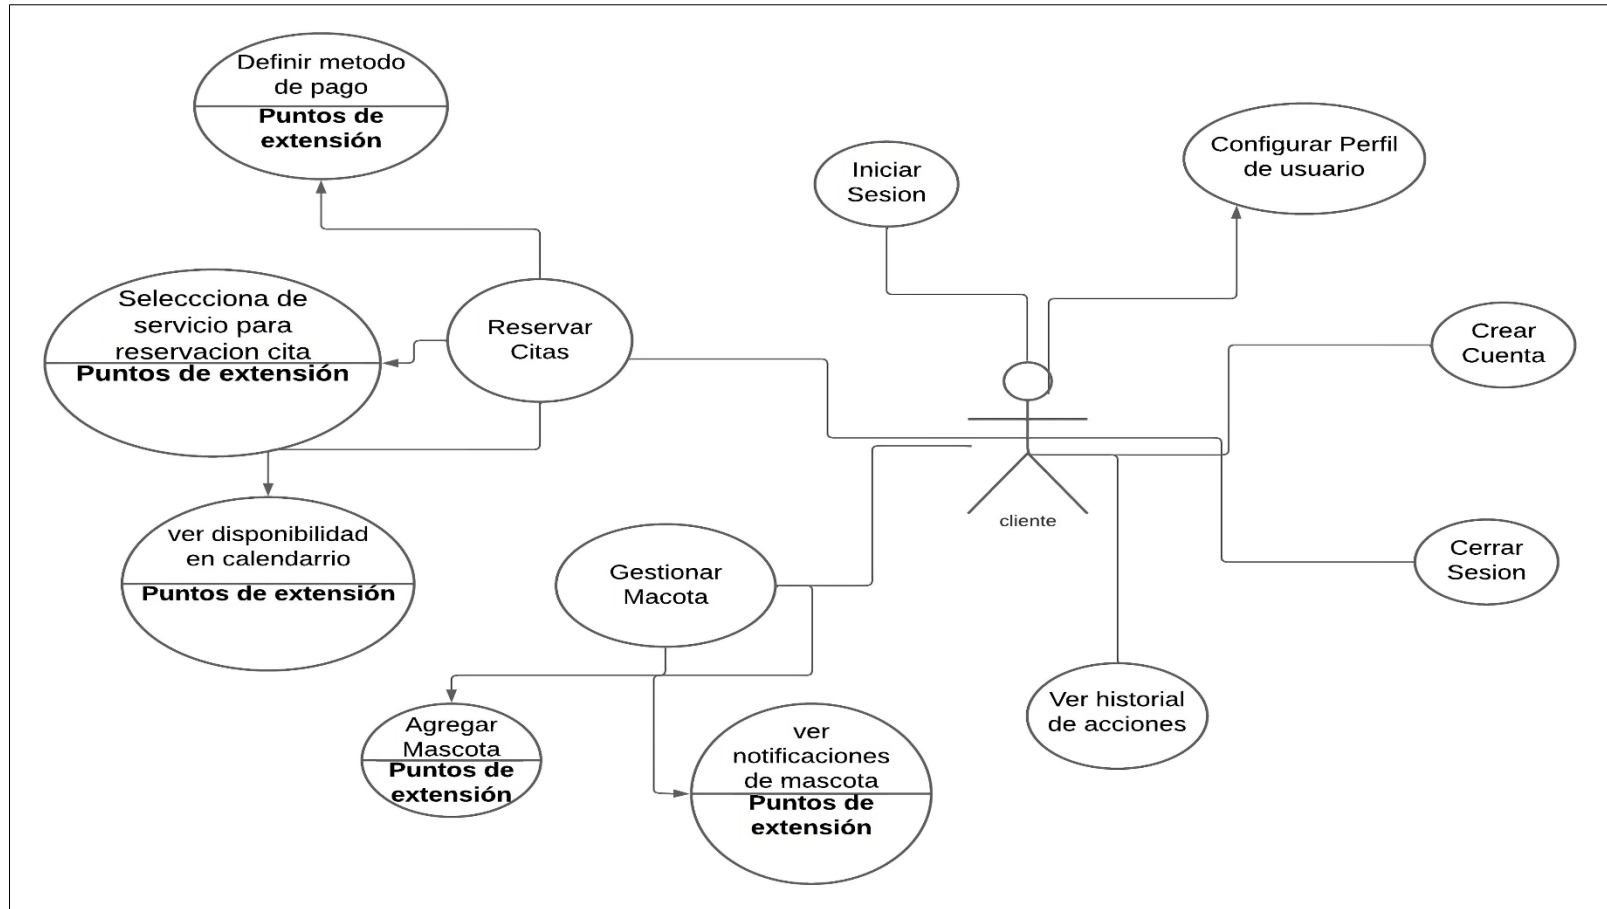 Definir metodo
de pago
Puntos de
extensión
Iniciar
Sesion
Configurar Perfil
de usuario
Seleccciona de
servicio para
reservacion cita
Puntos de extensión
Reservar
Citas
Crear
Cuenta
cliente
ver disponibilidad
en calendarrio
Puntos de extensión
Gestionar
Macota
Cerrar
Sesion
Agregar
Mascota
Puntos de
extensión
ver
notificaciones
de mascota
Puntos de
extensión
Ver historial
de acciones